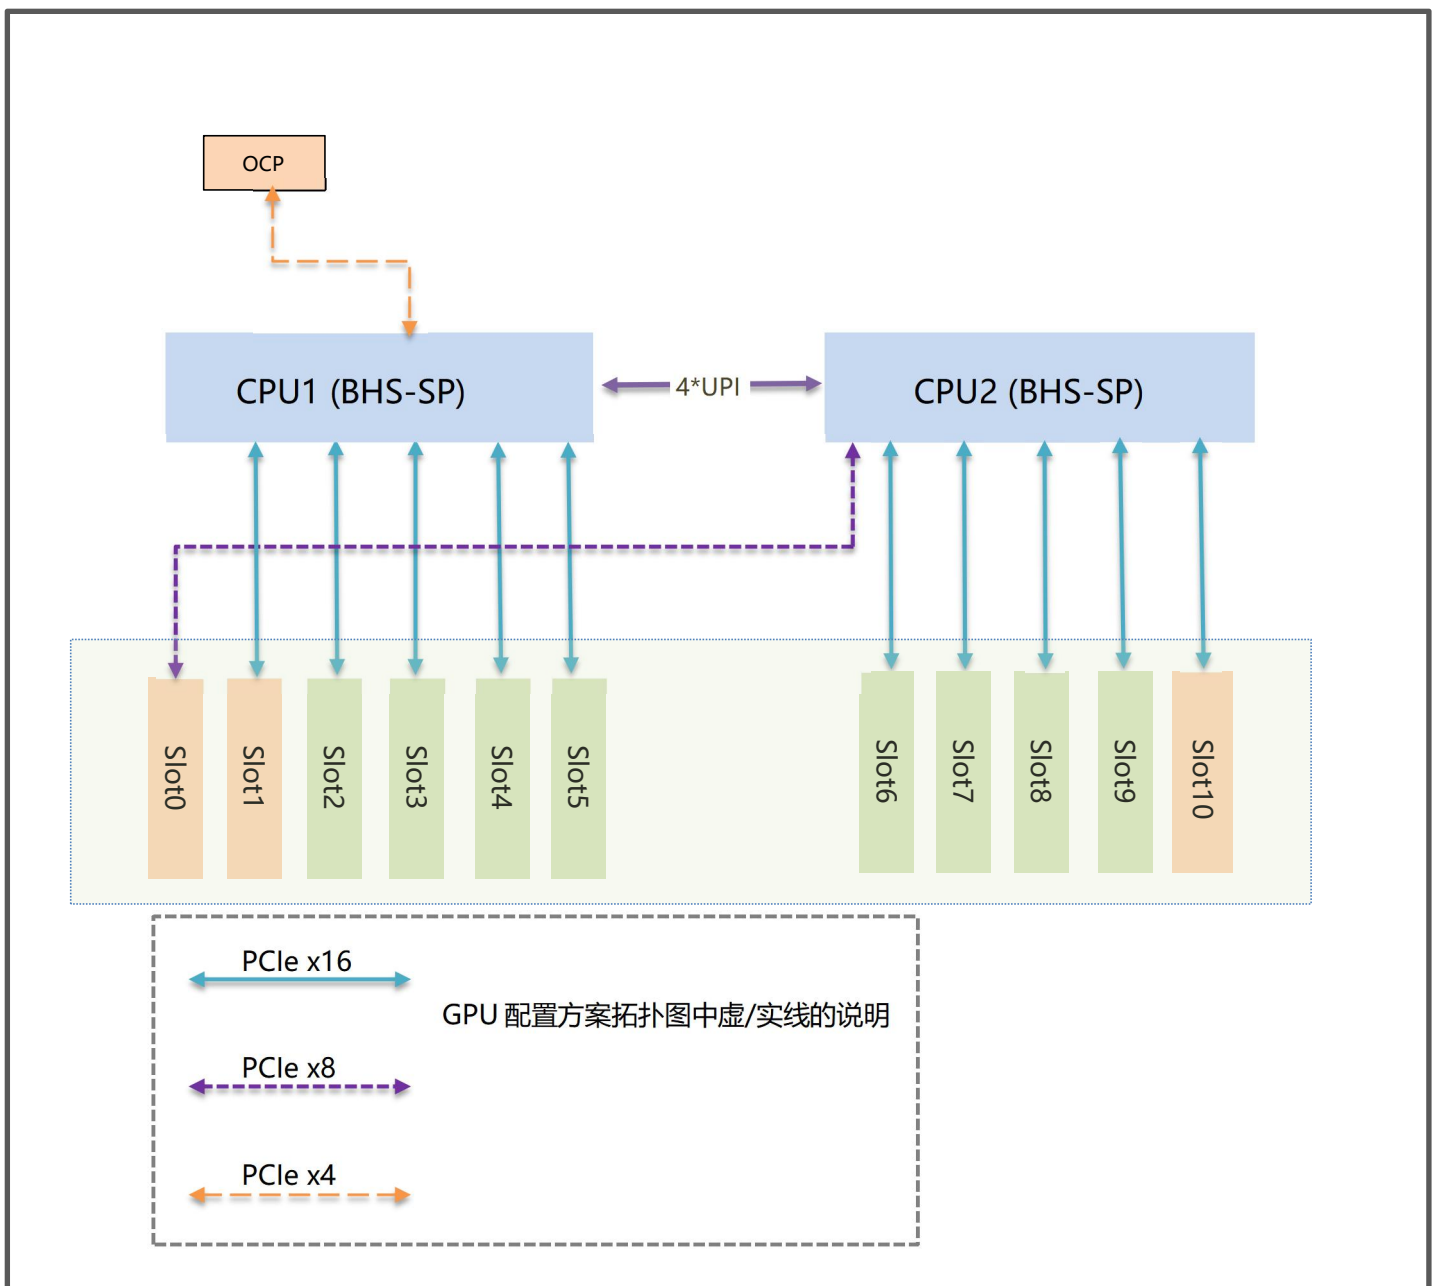 OCP
CPU1 (BHS-SP)
4*UPI
CPU2 (BHS-SP)
Slot0
Slot1
Slot2
Slot3
Slot4
Slot5
Slot6
Slot7
Slot8
Slot9
Slot10
PCIe x16
GPU 配置方案拓扑图中虚/实线的说明
PCIe x8
PCIe x4